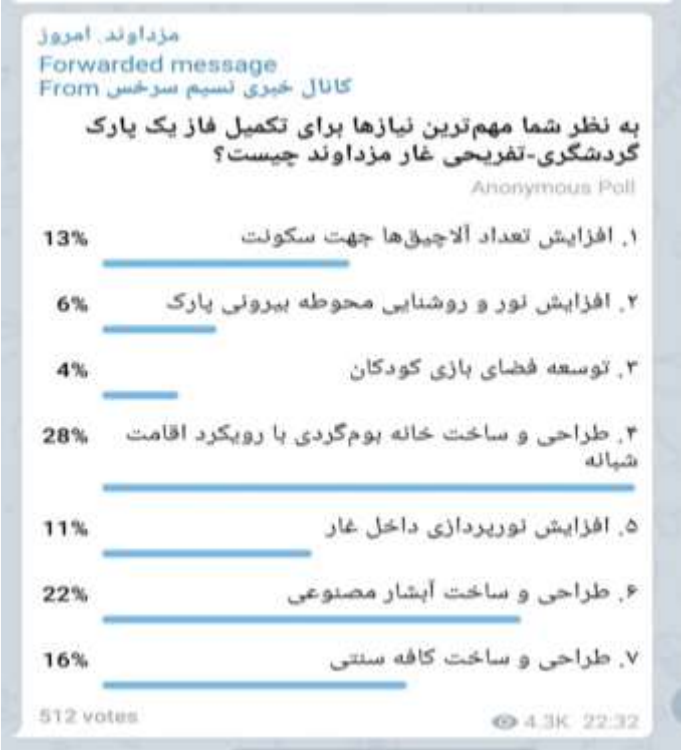 مزداوند امروز
Forwarded message
From کانال خبری نسیم سرخس
به نظر شما مهم‌ترین نیازها برای تکمیل فاز یک پارک
گردشگری-تفریحی غار مزداوند چیست؟
Anonymous Poll
۱. افزایش تعداد آلاچیق‌ها جهت سکونت 13%
۲. افزایش نور و روشنایی محوطه بیرونی پارک 6%
۳. توسعه فضای بازی کودکان 4%
۴. طراحی و ساخت خانه بوم‌گردی با رویکرد اقامت 28%
شبانه
۵. افزایش نورپردازی داخل غار 11%
۶. طراحی و ساخت آبشار مصنوعی 22%
۷. طراحی و ساخت کافه سنتی 16%
512 votes 4.3K 22:32